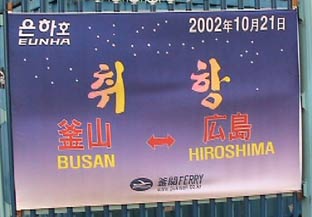 은하호
EUNHA
2002年10月21日
취 항
釜山 ↔ 広島
BUSAN HIROSHIMA
釜関FERRY